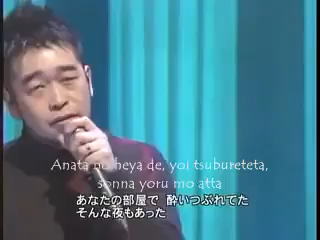 Anata no heya de, yoi tsubureteta,
sonna yoru mo atta
あなたの部屋で 酔いつぶれてた
そんな夜もあった